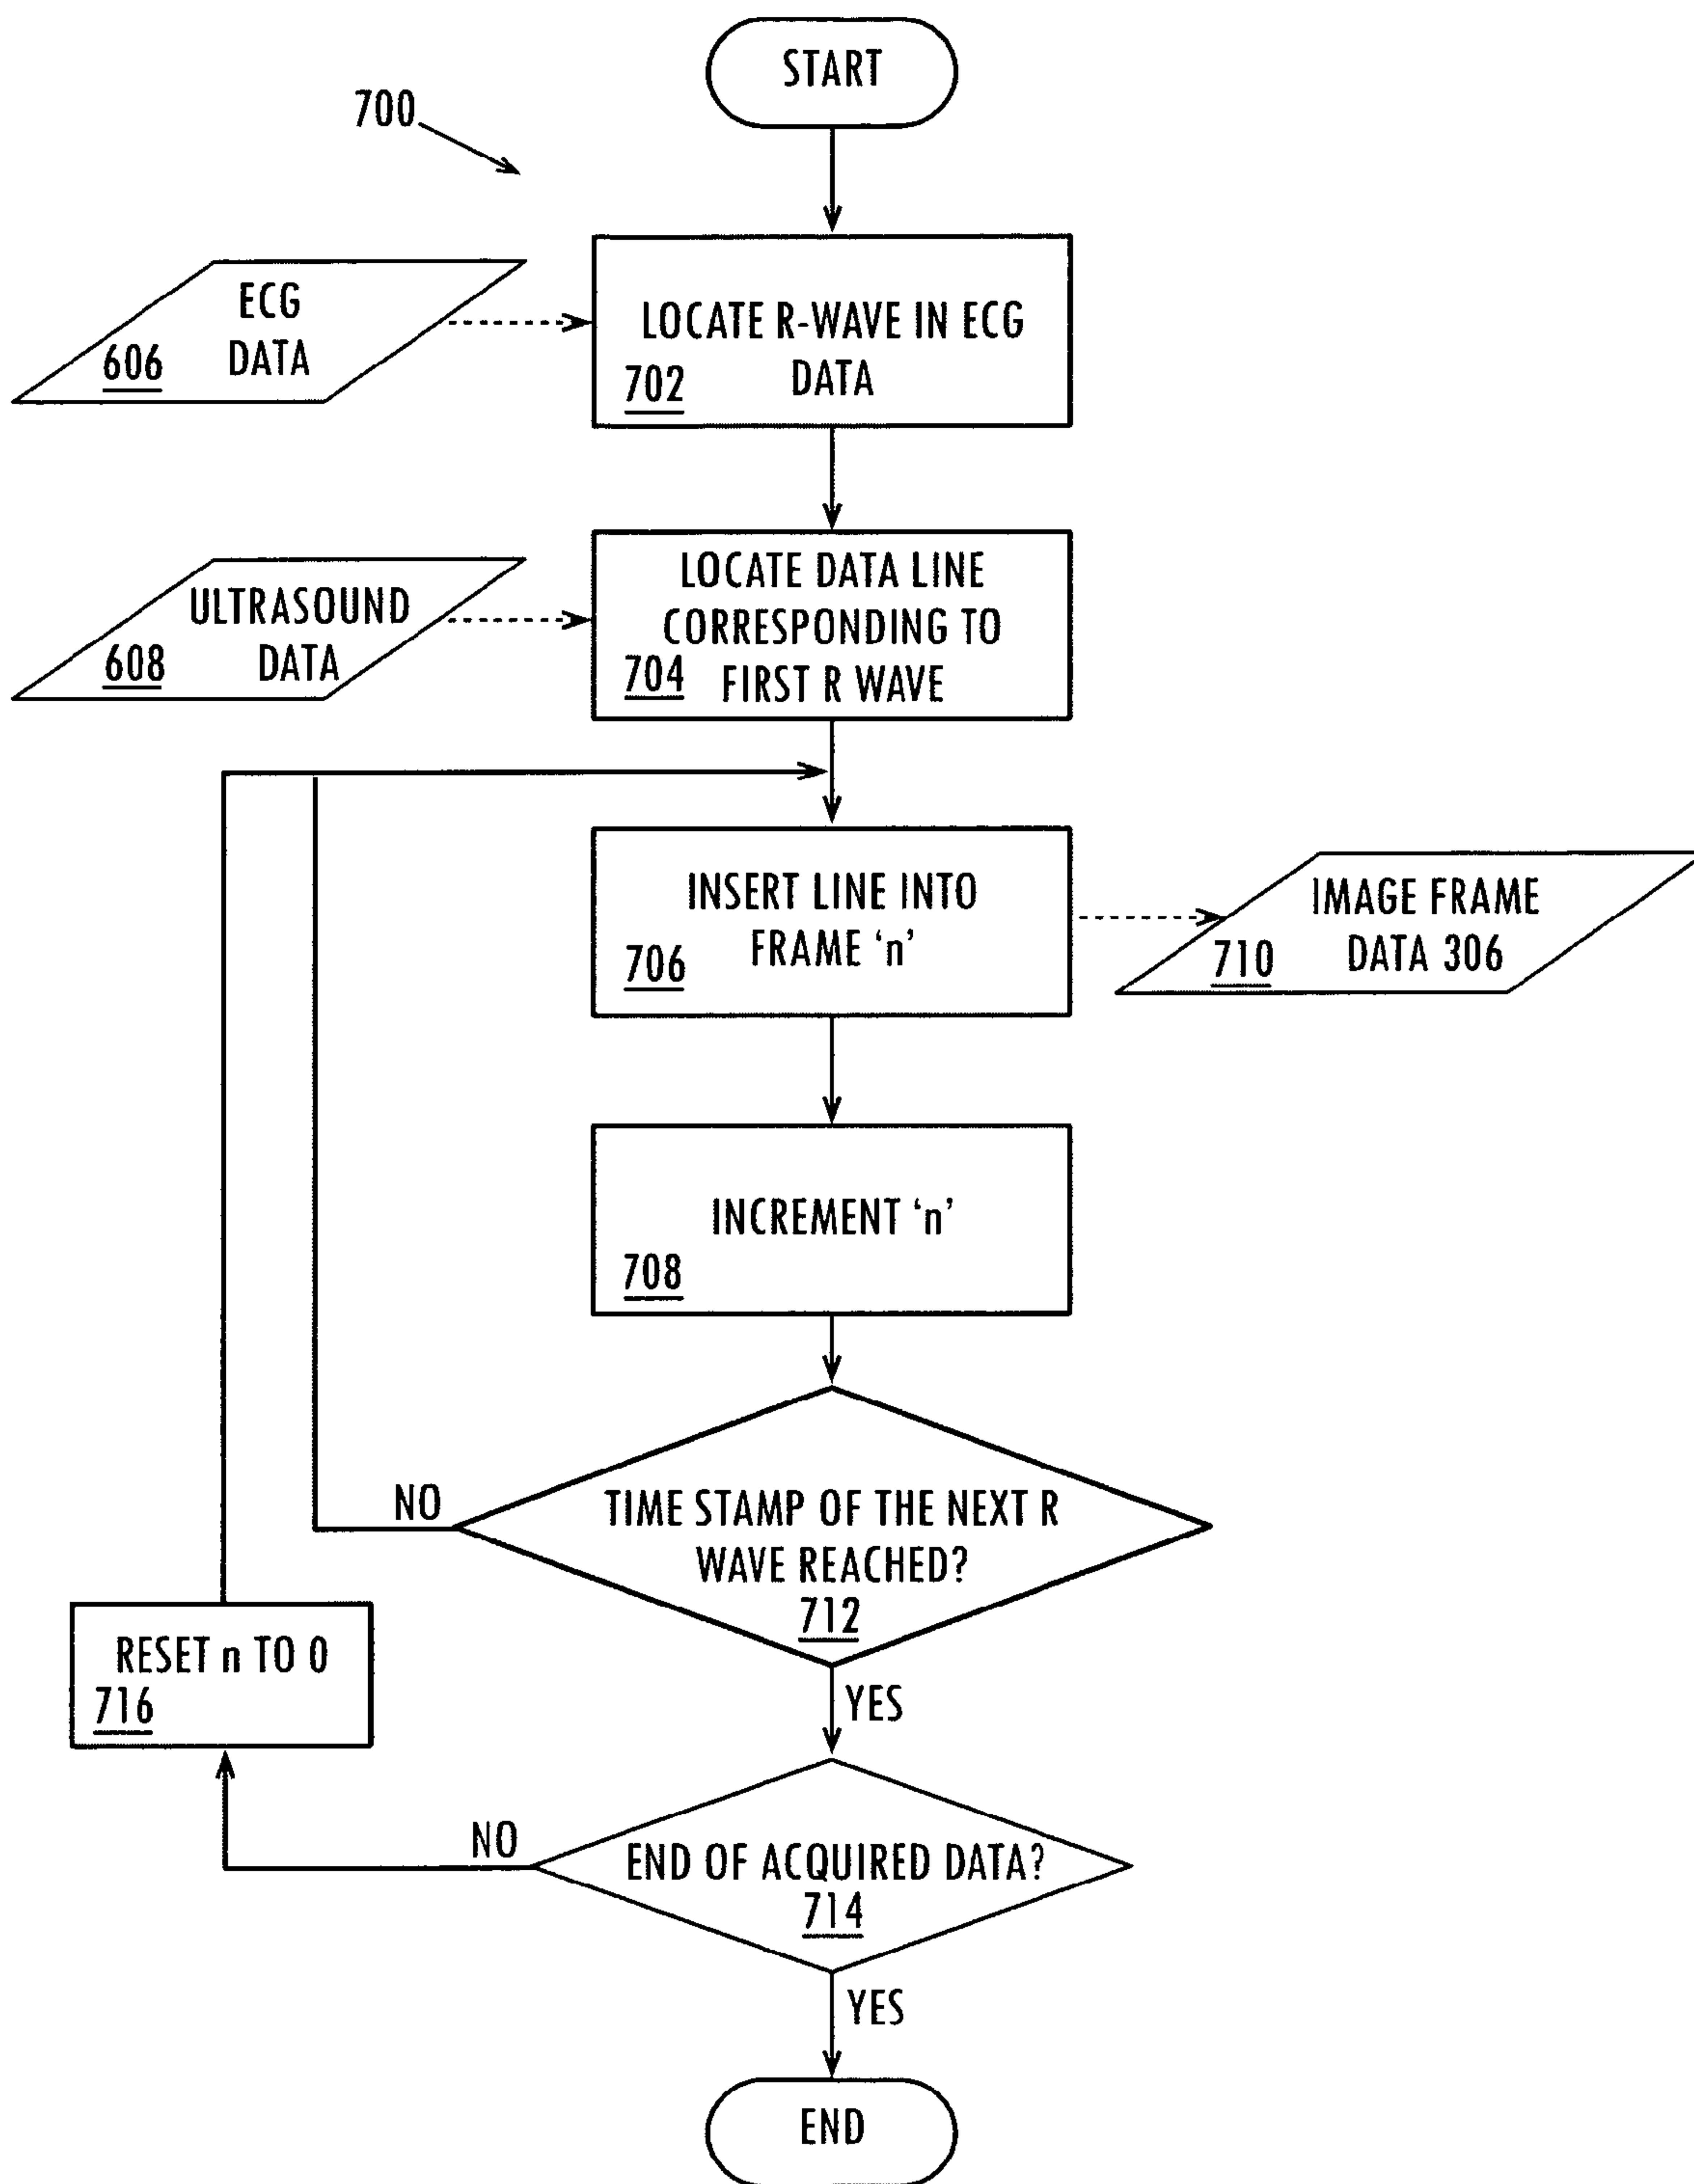 START
700
ECG
DATA
606
LOCATE R-WAVE IN ECG
DATA
702
ULTRASOUND
DATA
608
LOCATE DATA LINE
CORRESPONDING TO
FIRST R WAVE
704
INSERT LINE INTO
FRAME ‘n’
706
IMAGE FRAME
DATA 306
710
INCREMENT ‘n’
708
TIME STAMP OF THE NEXT R
WAVE REACHED?
712
NO
YES
RESET n TO 0
716
END OF ACQUIRED DATA?
714
NO
YES
END